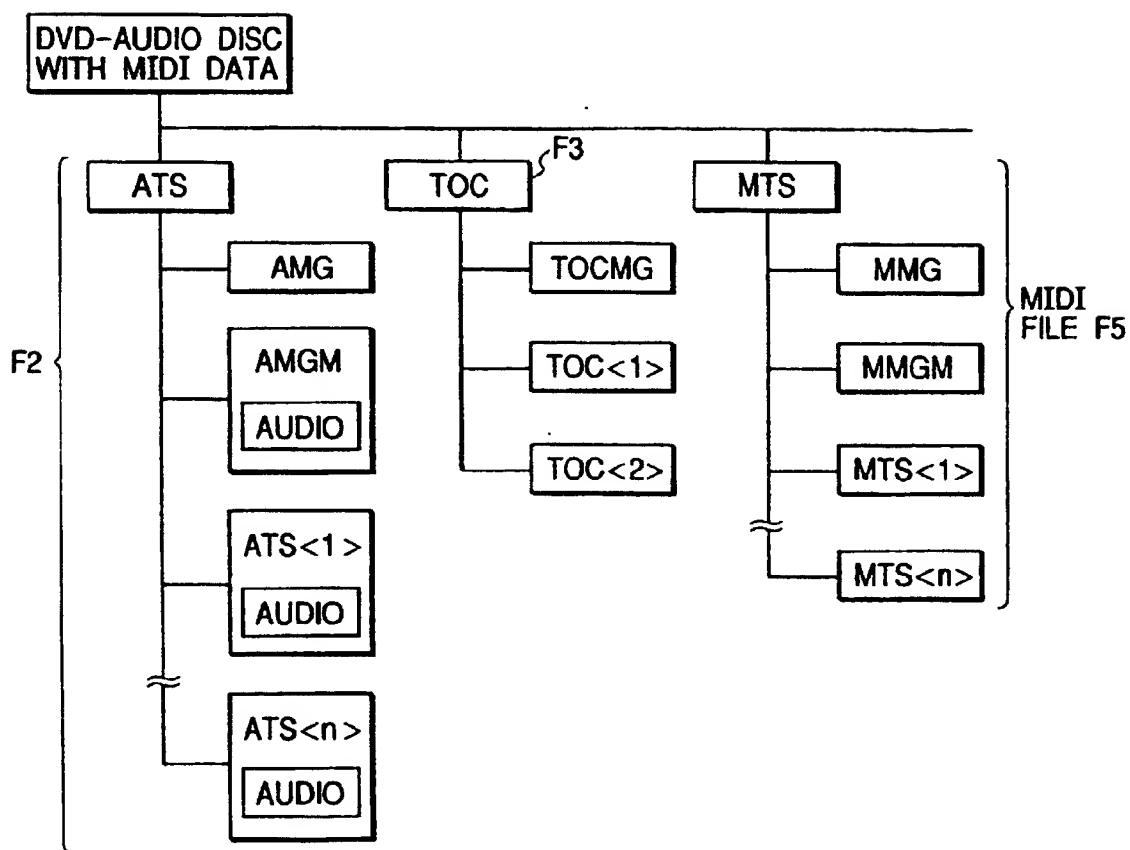 DVD-AUDIO DISC
WITH MIDI DATA
F3
ATS
TOC
MTS
AMG
TOCMG
MMG
MIDI
FILE F5
F2
AMGM
AUDIO
TOC<1>
MMGM
TOC<2>
MTS<1>
ATS<1>
AUDIO
MTS<n>
ATS<n>
AUDIO